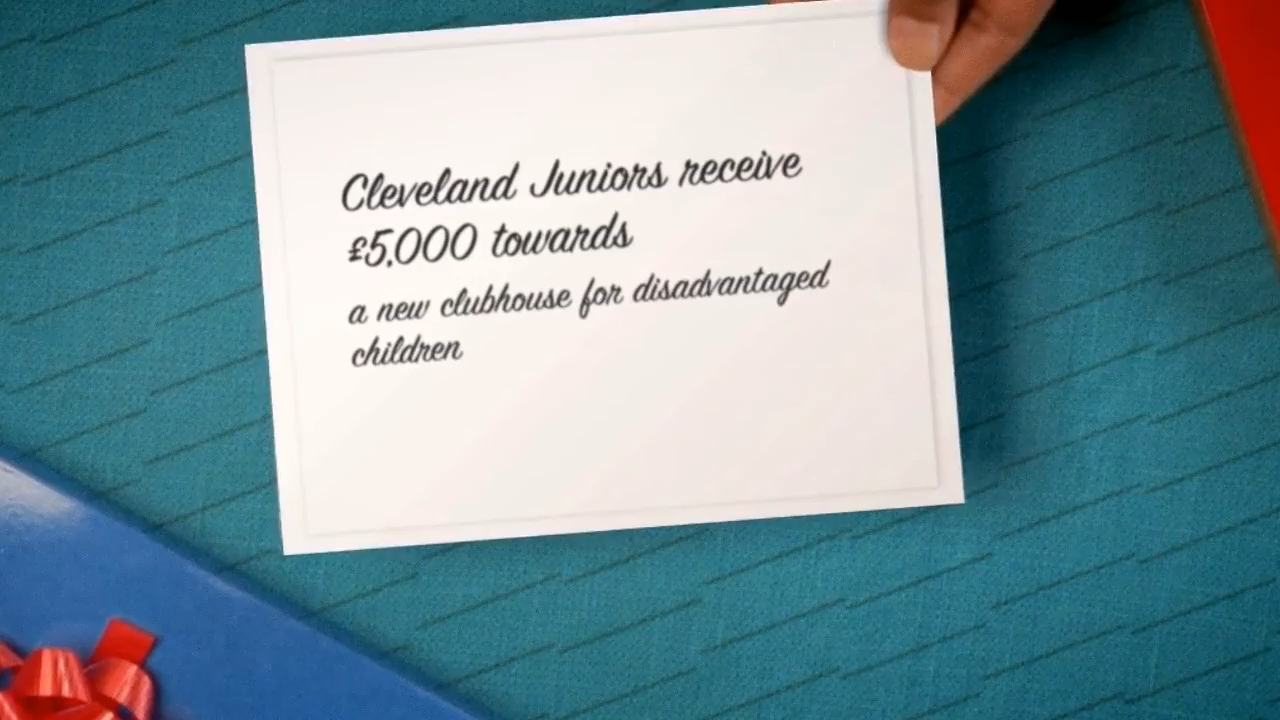 Cleveland Juniors receive
£5,000 towards
a new clubhouse for disadvantaged
children